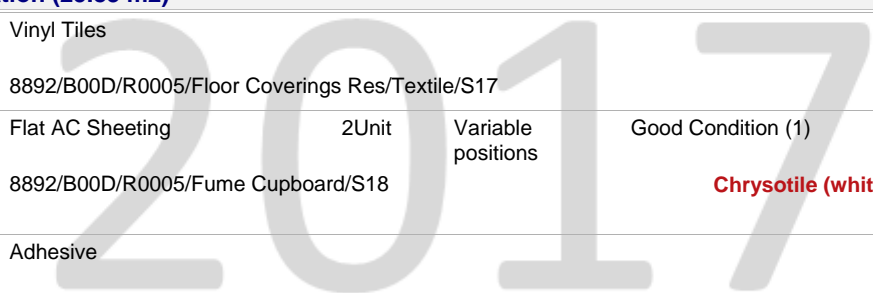 Vinyl Tiles
8892/B00D/R0005/Floor Coverings Res/Textile/S17
Flat AC Sheeting 2Unit Variable positions Good Condition (1)
8892/B00D/R0005/Fume Cupboard/S18 Chrysotile (whit
Adhesive
2017